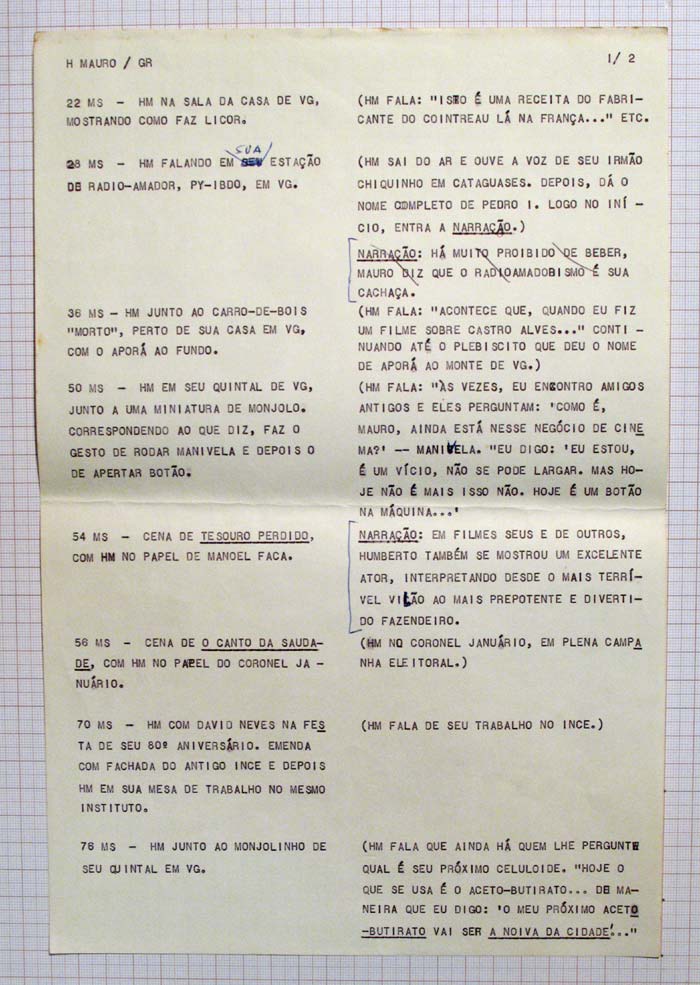 H MAURO / GR
1/ 2
22 MS - HM NA SALA DA CASA DE VG,
MOSTRANDO COMO FAZ LICOR.
(HM FALA: "ISTO É UMA RECEITA DO FABRI-
CANTE DO COINTREAU LÁ NA FRANÇA..." ETC.
28 MS - HM FALANDO EM SEU SUA ESTAÇÃO
DE RADIO-AMADOR, PY-IBDO, EM VG.
(HM SAI DO AR E OUVE A VOZ DE SEU IRMÃO
CHIQUINHO EM CATAGUASES. DEPOIS, DÁ O
NOME COMPLETO DE PEDRO I. LOGO NO INÍ -
CIO, ENTRA A NARRAÇÃO.)
NARRAÇÃO: HÁ MUITO PROIBIDO DE BEBER,
MAURO DIZ QUE O RADIOAMADOBISMO É SUA
CACHAÇA.
36 MS - HM JUNTO AO CARRO-DE-BOIS
"MORTO", PERTO DE SUA CASA EM VG,
COM O APORÁ AO FUNDO.
(HM FALA: "ACONTECE QUE, QUANDO EU FIZ
UM FILME SOBRE CASTRO ALVES..." CONTI -
NUANDO ATÉ O PLEBISCITO QUE DEU O NOME
DE APORÁ AO MONTE DE VG.)
50 MS - HM EM SEU QUINTAL DE VG,
JUNTO A UMA MINIATURA DE MONJOLO.
CORRESPONDENDO AO QUE DIZ, FAZ O
GESTO DE RODAR MANIVELA E DEPOIS O
DE APERTAR BOTÃO.
(HM FALA: "ÀS VEZES, EU ENCONTRO AMIGOS
ANTIGOS E ELES PERGUNTAM: 'COMO É,
MAURO, AINDA ESTÁ NESSE NEGÓCIO DE CINE
MA?' -- MANIVELA. "EU DIGO: 'EU ESTOU,
É UM VÍCIO, NÃO SE PODE LARGAR. MAS HO-
JE NÃO É MAIS ISSO NÃO. HOJE É UM BOTÃO
NA MÁQUINA...'
54 MS - CENA DE TESOURO PERDIDO,
COM HM NO PAPEL DE MANOEL FACA.
NARRAÇÃO: EM FILMES SEUS E DE OUTROS,
HUMBERTO TAMBÉM SE MOSTROU UM EXCELENTE
ATOR, INTERPRETANDO DESDE O MAIS TERRÍ-
VEL VILÃO AO MAIS PREPOTENTE E DIVERTI-
DO FAZENDEIRO.
56 MS - CENA DE O CANTO DA SAUDA-
DE, COM HM NO PAPEL DO CORONEL JA -
NUÁRIO.
(HM NO CORONEL JANUÁRIO, EM PLENA CAMPA
NHA ELEITORAL.)
70 MS - HM COM DAVID NEVES NA FES
TA DE SEU 80º ANIVERSÁRIO. EMENDA
COM FACHADA DO ANTIGO INCE E DEPOIS
HM EM SUA MESA DE TRABALHO NO MESMO
INSTITUTO.
(HM FALA DE SEU TRABALHO NO INCE.)
76 MS - HM JUNTO AO MONJOLINHO DE
SEU QUINTAL EM VG.
(HM FALA QUE AINDA HÁ QUEM LHE PERGUNTE
QUAL É SEU PRÓXIMO CELULOIDE. "HOJE O
QUE SE USA É O ACETO-BUTIRATO... DE MA-
NEIRA QUE EU DIGO: 'O MEU PRÓXIMO ACETO
-BUTIRATO VAI SER A NOIVA DA CIDADE'..."